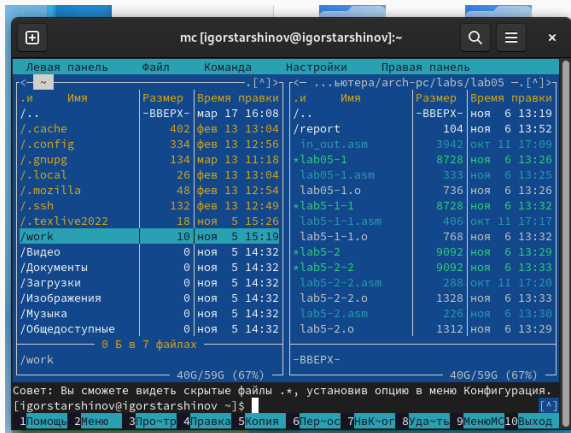 mc [igorstarshinov@igorstarshinov]:~
Левая панель Файл Команда Настройки Правая панель
<— ~ —.[^]>
<— ...ьютера/arch-pc/labs/lab05 —.[^]>
.и Имя Размер Время правки
/.. -ВВЕРХ- мар 17 16:08
/.cache 402 фев 13 13:04
/.config 334 фев 13 12:56
/.gnupg 134 мар 13 11:18
/.local 26 фев 13 13:04
/.mozilla 48 фев 13 12:54
/.ssh 132 фев 13 12:49
/.texlive2022 18 ноя 5 15:26
/work 10 ноя 5 15:19
/Видео 0 ноя 5 14:32
/Документы 0 ноя 5 14:32
/Загрузки 0 ноя 5 14:32
/Изображения 0 ноя 5 14:32
/Музыка 0 ноя 5 14:32
/Общедоступные 0 ноя 5 14:32
0 Б в 7 файлах
/work
40G/59G (67%)
.и Имя Размер Время правки
/.. -ВВЕРХ- ноя 6 13:19
/report 104 ноя 6 13:52
in_out.asm 3942 окт 11 17:09
*lab05-1 8728 ноя 6 13:26
lab05-1.asm 333 ноя 6 13:25
lab05-1.o 736 ноя 6 13:26
*lab5-1-1 8728 ноя 6 13:32
lab5-1-1.asm 406 окт 11 17:17
lab5-1-1.o 768 ноя 6 13:32
*lab5-2 9092 ноя 6 13:29
*lab5-2-2 9092 ноя 6 13:33
lab5-2-2.asm 288 окт 11 17:20
lab5-2-2.o 1328 ноя 6 13:33
lab5-2.asm 226 ноя 6 13:30
lab5-2.o 1312 ноя 6 13:29
-ВВЕРХ-
40G/59G (67%)
Совет: Вы сможете видеть скрытые файлы .*, установив опцию в меню Конфигурация.
[igorstarshinov@igorstarshinov ~]$ [^]
1Помощь 2Меню 3Про~тр 4Правка 5Копия 6Пер~ос 7НвК~ог 8Уда~ть 9МенюMC 10Выход